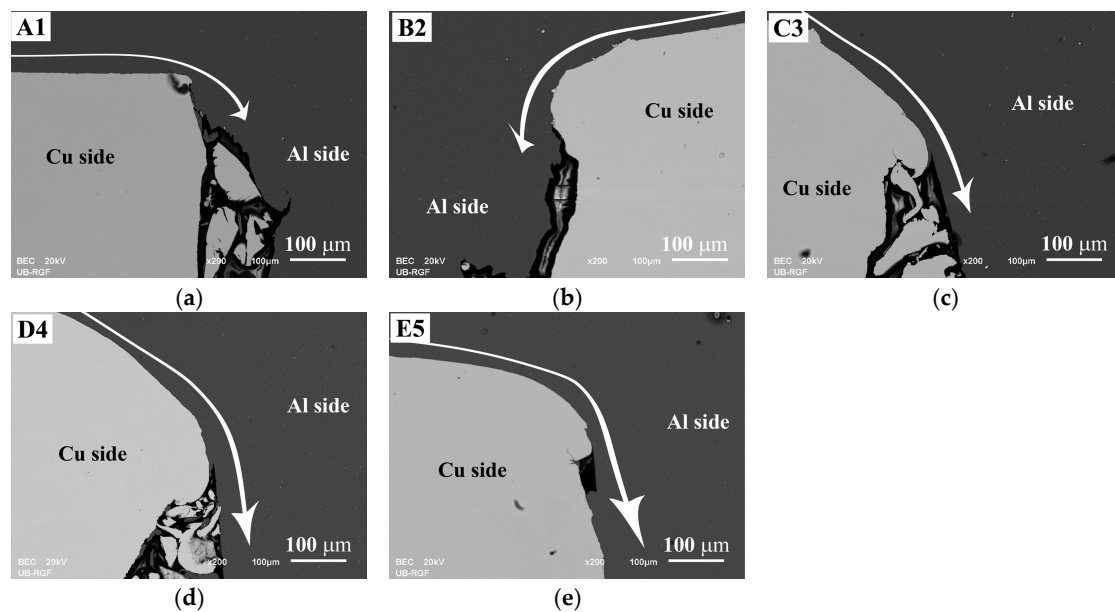 A1
Cu side
Al side
100 μm
BEC 20kV x200 100μm
UB-RGF
(a)
B2
Cu side
Al side
100 μm
BEC 20kV x200 100μm
UB-RGF
(b)
C3
Al side
Cu side
100 μm
BEC 20kV x200 100μm
UB-RGF
(c)
D4
Al side
Cu side
100 μm
BEC 20kV x200 100μm
UB-RGF
(d)
E5
Al side
Cu side
100 μm
BEC 20kV x200 100μm
UB-RGF
(e)